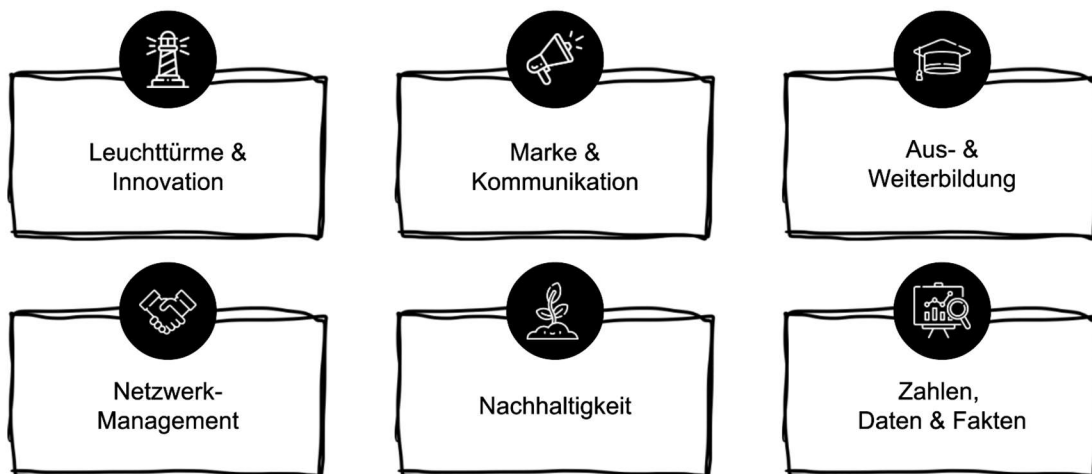 Leuchttürme &
Innovation
Marke &
Kommunikation
Aus- &
Weiterbildung
Netzwerk-
Management
Nachhaltigkeit
Zahlen,
Daten & Fakten